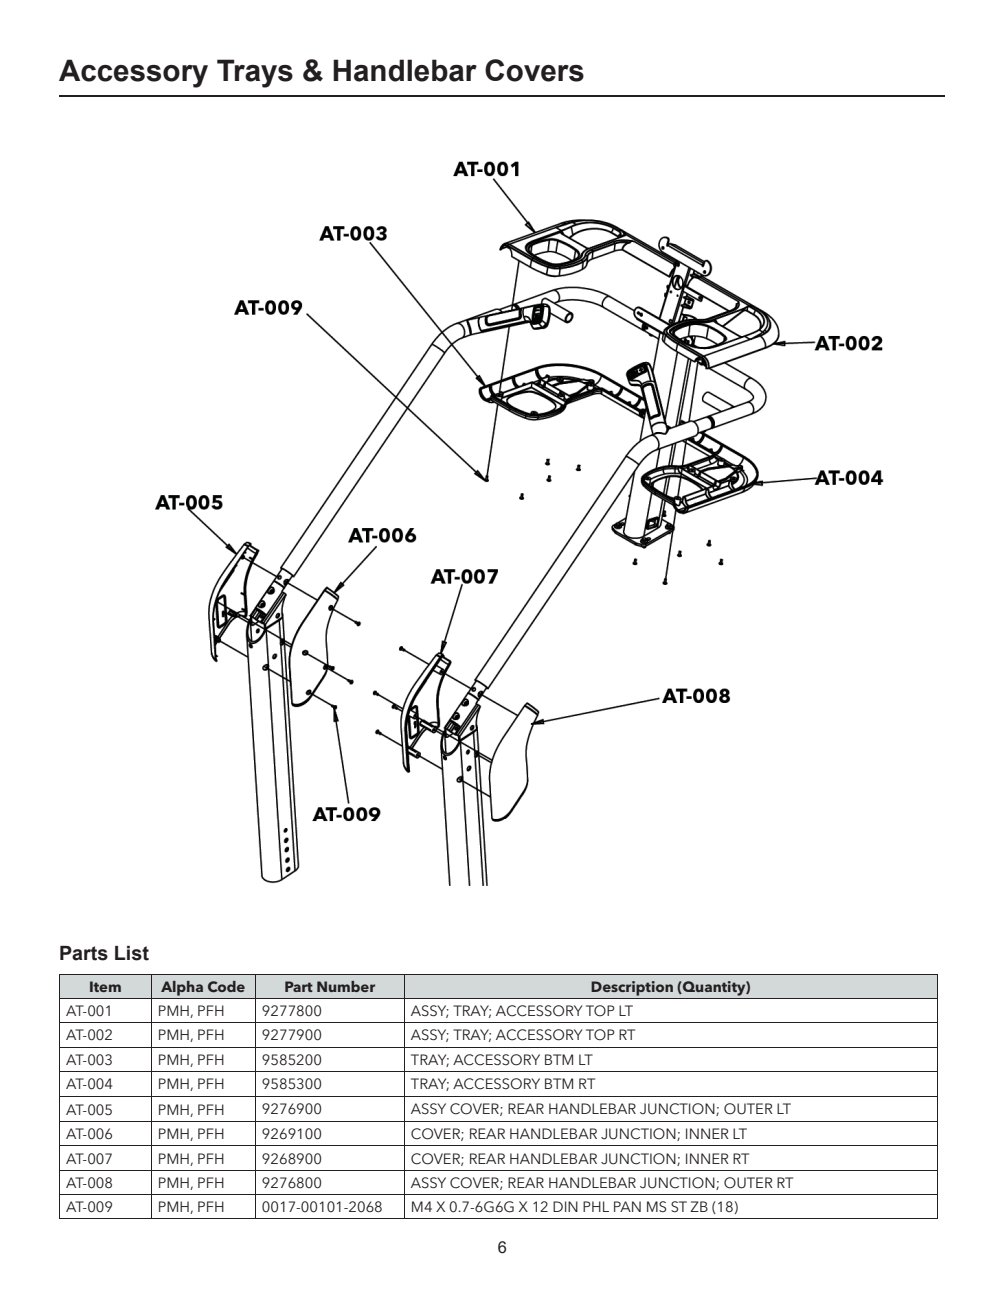 Accessory Trays & Handlebar Covers
AT-001
AT-003
AT-009
AT-002
AT-004
AT-005
AT-006
AT-007
AT-008
AT-009
Parts List
Item Alpha Code Part Number Description (Quantity)
AT-001 PMH, PFH 9277800 ASSY; TRAY; ACCESSORY TOP LT
AT-002 PMH, PFH 9277900 ASSY; TRAY; ACCESSORY TOP RT
AT-003 PMH, PFH 9585200 TRAY; ACCESSORY BTM LT
AT-004 PMH, PFH 9585300 TRAY; ACCESSORY BTM RT
AT-005 PMH, PFH 9276900 ASSY COVER; REAR HANDLEBAR JUNCTION; OUTER LT
AT-006 PMH, PFH 9269100 COVER; REAR HANDLEBAR JUNCTION; INNER LT
AT-007 PMH, PFH 9268900 COVER; REAR HANDLEBAR JUNCTION; INNER RT
AT-008 PMH, PFH 9276800 ASSY COVER; REAR HANDLEBAR JUNCTION; OUTER RT
AT-009 PMH, PFH 0017-00101-2068 M4 X 0.7-6G6G X 12 DIN PHL PAN MS ST ZB (18)
6